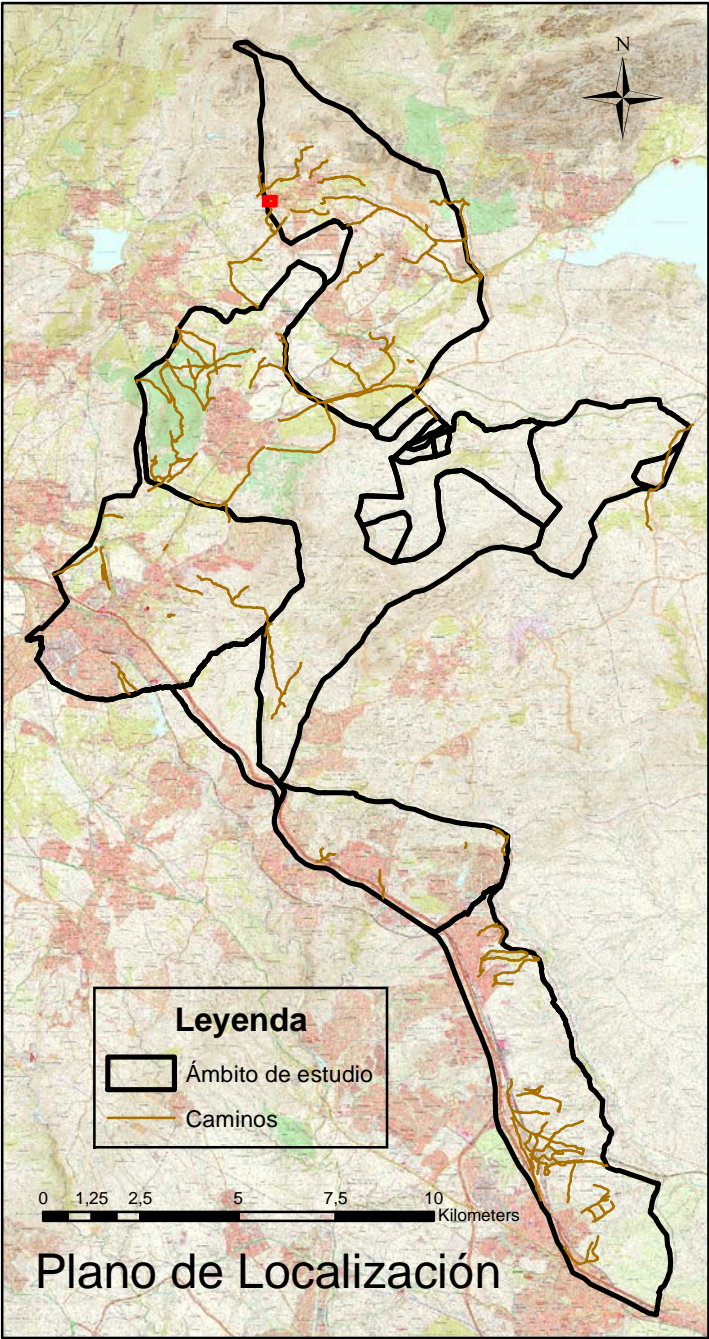 N
Leyenda
Ámbito de estudio
Caminos
0 1,25 2,5 5 7,5 10
Kilometers
Plano de Localización